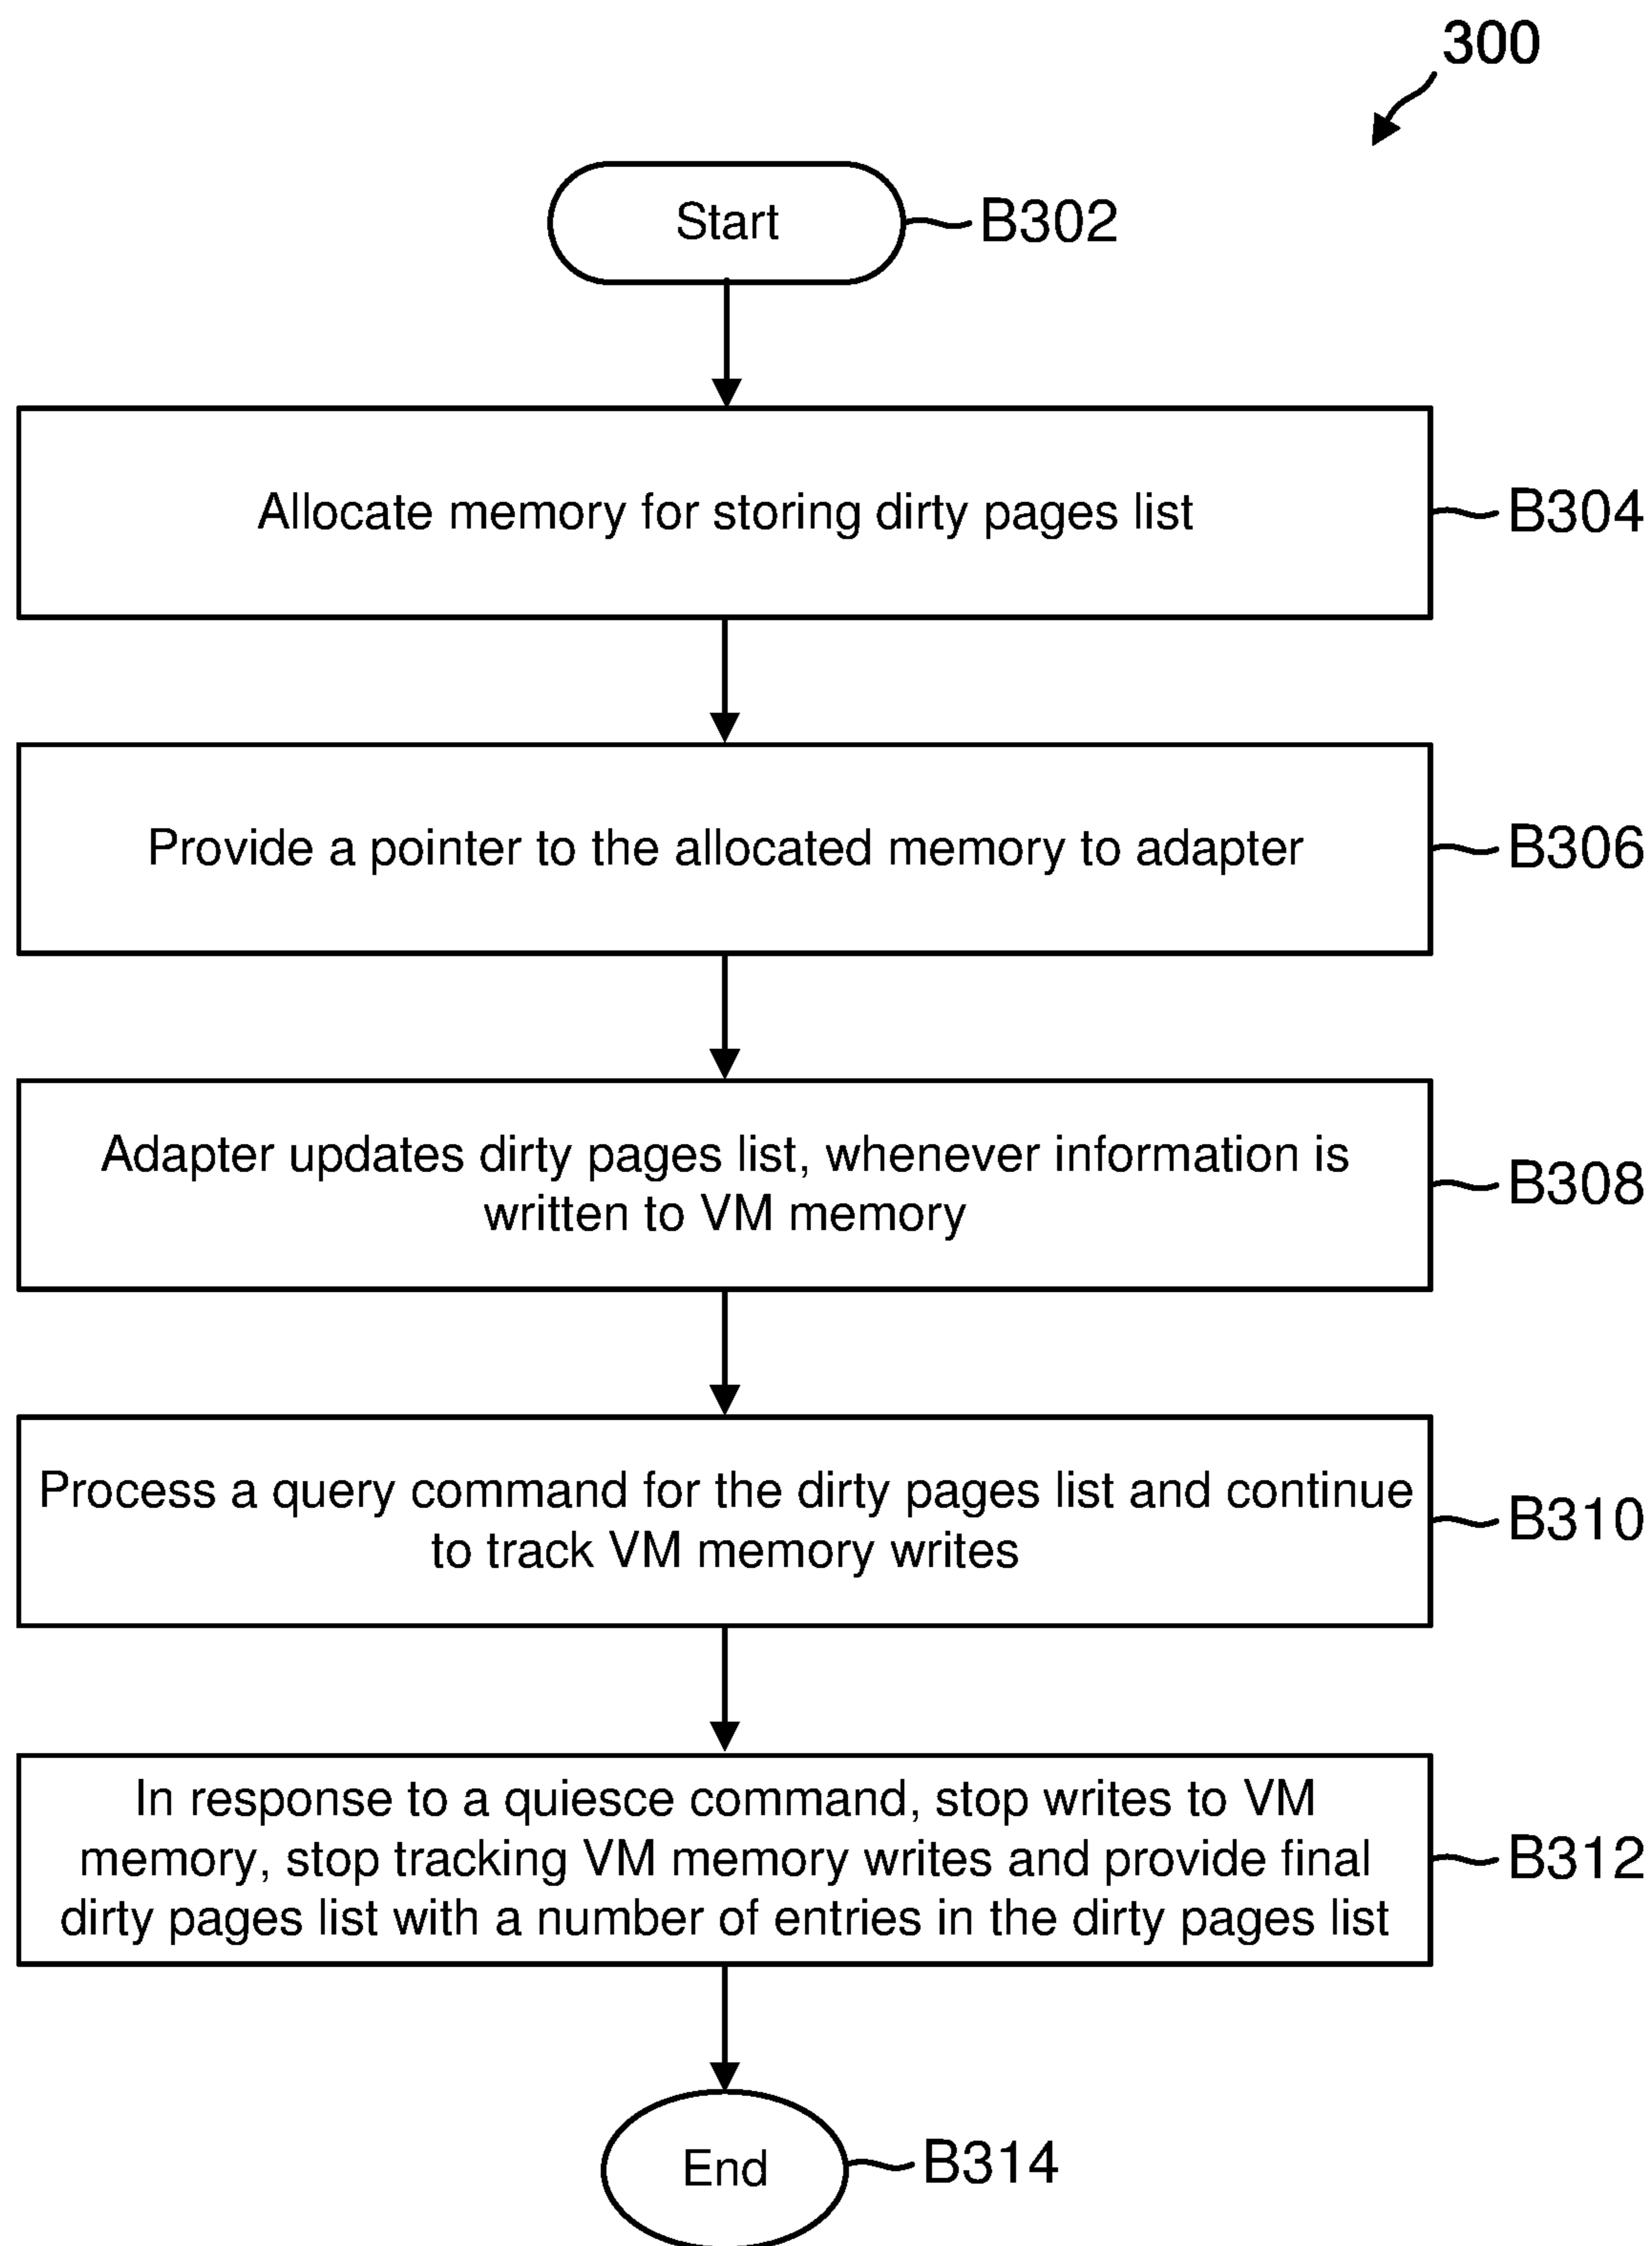 300
Start
B302
Allocate memory for storing dirty pages list
B304
Provide a pointer to the allocated memory to adapter
B306
Adapter updates dirty pages list, whenever information is
written to VM memory
B308
Process a query command for the dirty pages list and continue
to track VM memory writes
B310
In response to a quiesce command, stop writes to VM
memory, stop tracking VM memory writes and provide final
dirty pages list with a number of entries in the dirty pages list
B312
End
B314